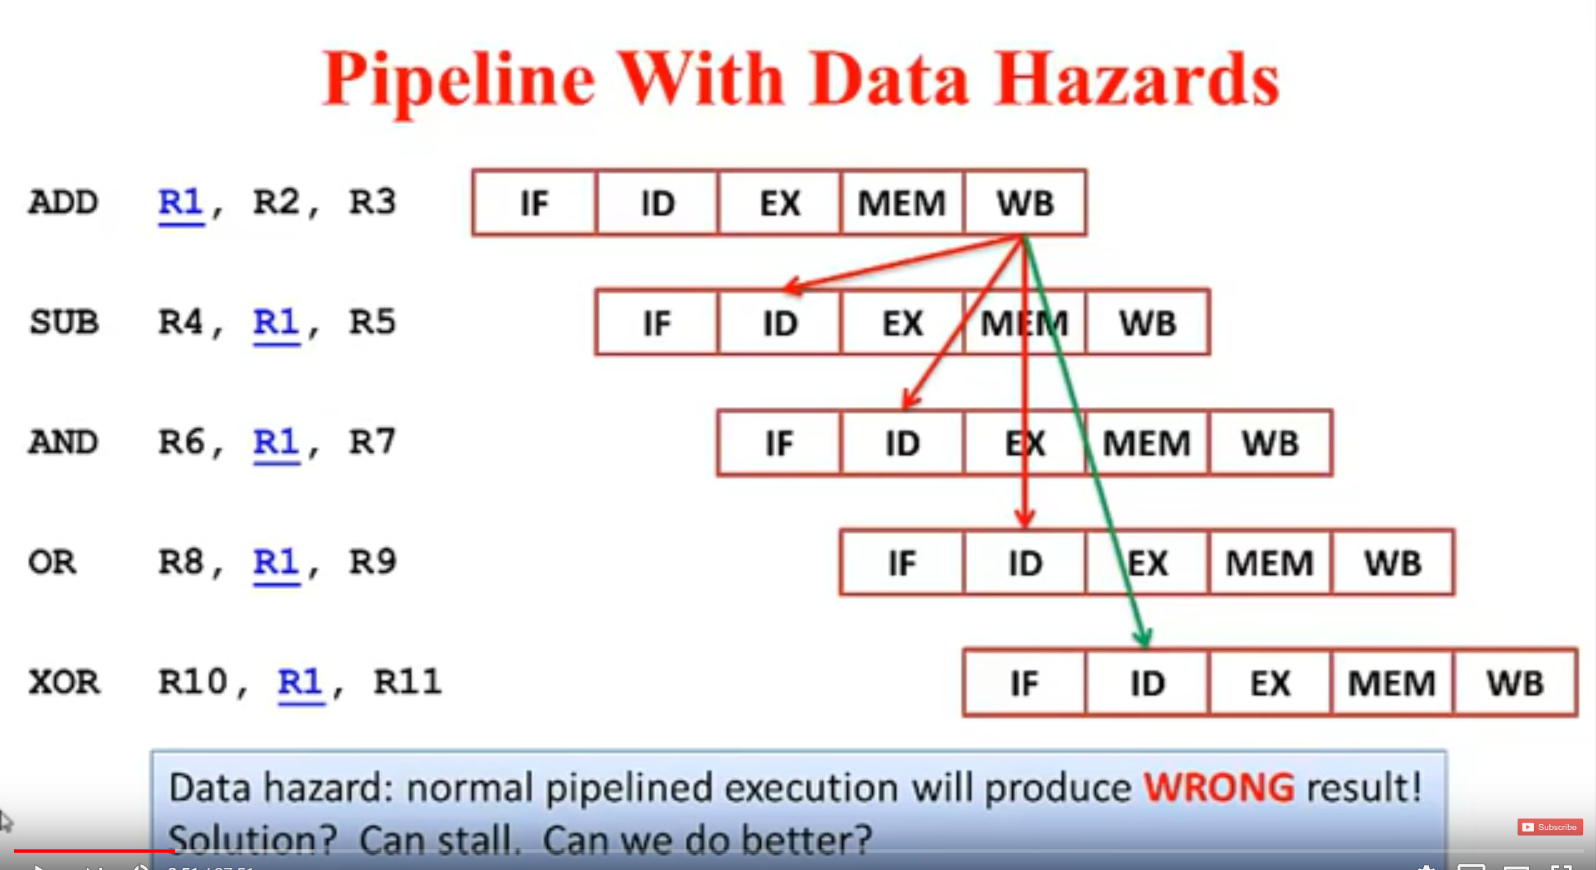 Pipeline With Data Hazards
ADD R1, R2, R3 IF ID EX MEM WB
SUB R4, R1, R5 IF ID EX MEM WB
AND R6, R1, R7 IF ID EX MEM WB
OR R8, R1, R9 IF ID EX MEM WB
XOR R10, R1, R11 IF ID EX MEM WB
Data hazard: normal pipelined execution will produce WRONG result!
Solution? Can stall. Can we do better?
Subscribe